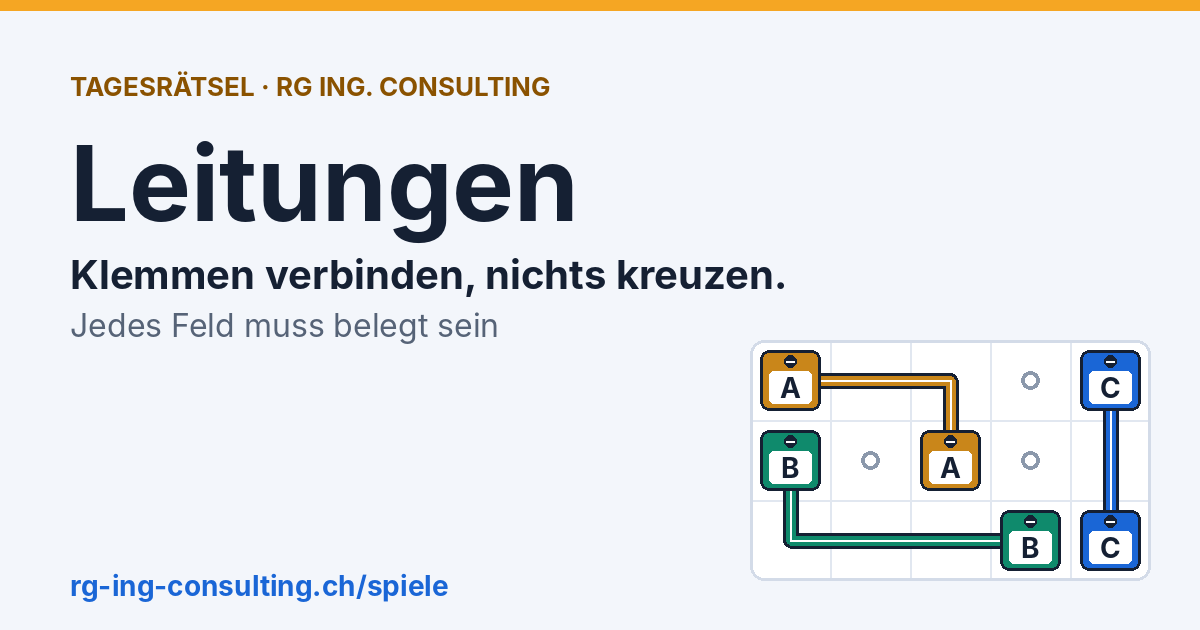 TAGESRÄTSEL · RG ING. CONSULTING
Leitungen
Klemmen verbinden, nichts kreuzen.
Jedes Feld muss belegt sein
A C
B A
B C
rg-ing-consulting.ch/spiele